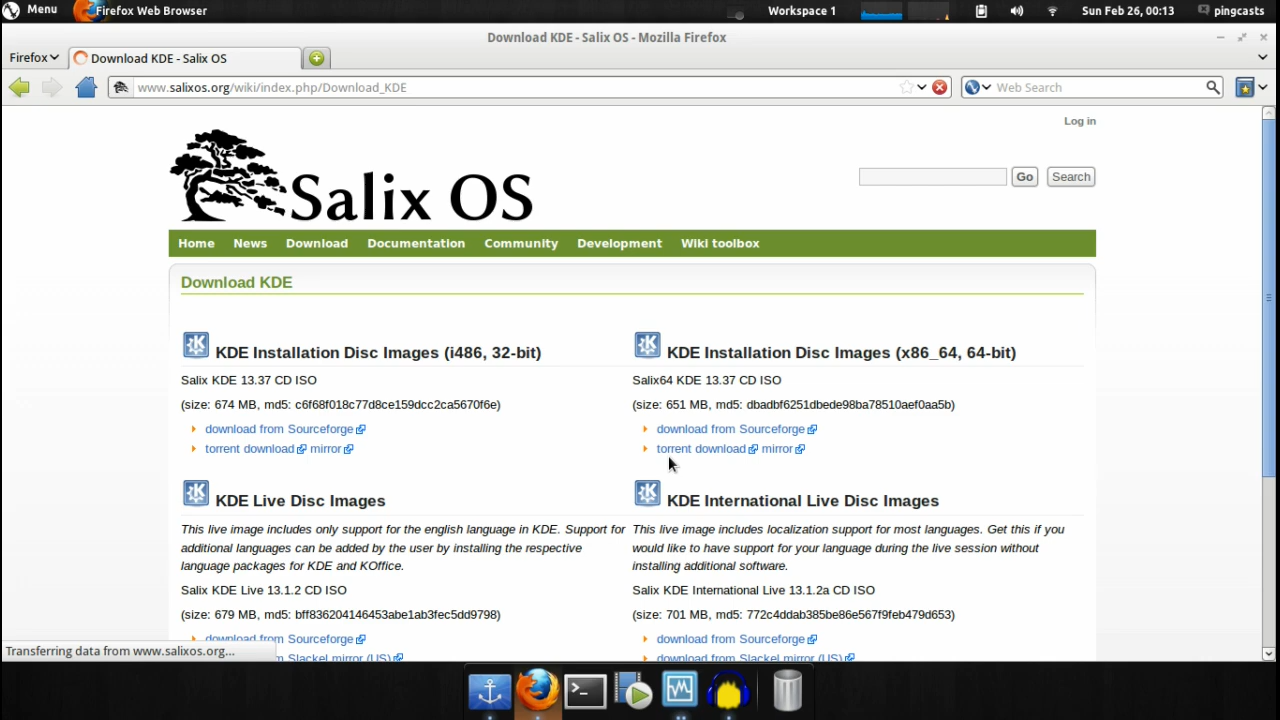 Menu
Firefox Web Browser
Workspace 1
Sun Feb 26, 00:13
pingcasts
Download KDE - Salix OS - Mozilla Firefox
Firefox
Download KDE - Salix OS
www.salixos.org/wiki/index.php/Download_KDE
Web Search
Log in
Salix OS
Go
Search
Home News Download Documentation Community Development Wiki toolbox
Download KDE
KDE Installation Disc Images (i486, 32-bit)
Salix KDE 13.37 CD ISO
(size: 674 MB, md5: c6f68f018c77d8ce159dcc2ca5670f6e)
download from Sourceforge
torrent download mirror
KDE Installation Disc Images (x86_64, 64-bit)
Salix64 KDE 13.37 CD ISO
(size: 651 MB, md5: dbadbf6251dbede98ba78510aef0aa5b)
download from Sourceforge
torrent download mirror
KDE Live Disc Images
This live image includes only support for the english language in KDE. Support for
additional languages can be added by the user by installing the respective
language packages for KDE and KOffice.
Salix KDE Live 13.1.2 CD ISO
(size: 679 MB, md5: bff836204146453abe1ab3fec5dd9798)
download from Sourceforge
m Slackel mirror (US)
KDE International Live Disc Images
This live image includes localization support for most languages. Get this if you
would like to have support for your language during the live session without
installing additional software.
Salix KDE International Live 13.1.2a CD ISO
(size: 701 MB, md5: 772c4ddab385be86e567f9feb479d653)
download from Sourceforge
download from Slackel mirror (US)
Transferring data from www.salixos.org...